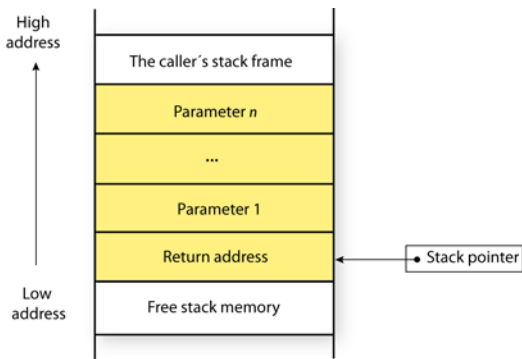 High
address
The caller´s stack frame
Parameter n
...
Parameter 1
Return address
Stack pointer
Low
address
Free stack memory